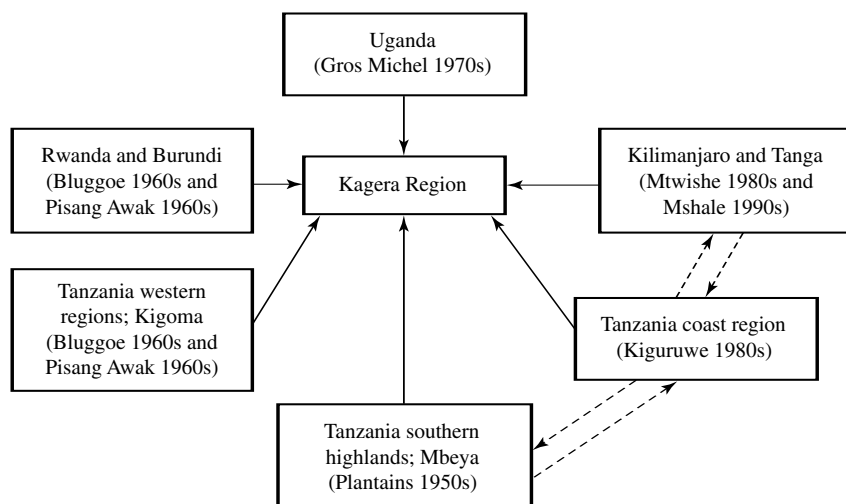 Uganda
(Gros Michel 1970s)
Rwanda and Burundi
(Bluggoe 1960s and
Pisang Awak 1960s)
Kagera Region
Kilimanjaro and Tanga
(Mtwishe 1980s and
Mshale 1990s)
Tanzania western
regions; Kigoma
(Bluggoe 1960s and
Pisang Awak 1960s)
Tanzania coast region
(Kiguruwe 1980s)
Tanzania southern
highlands; Mbeya
(Plantains 1950s)